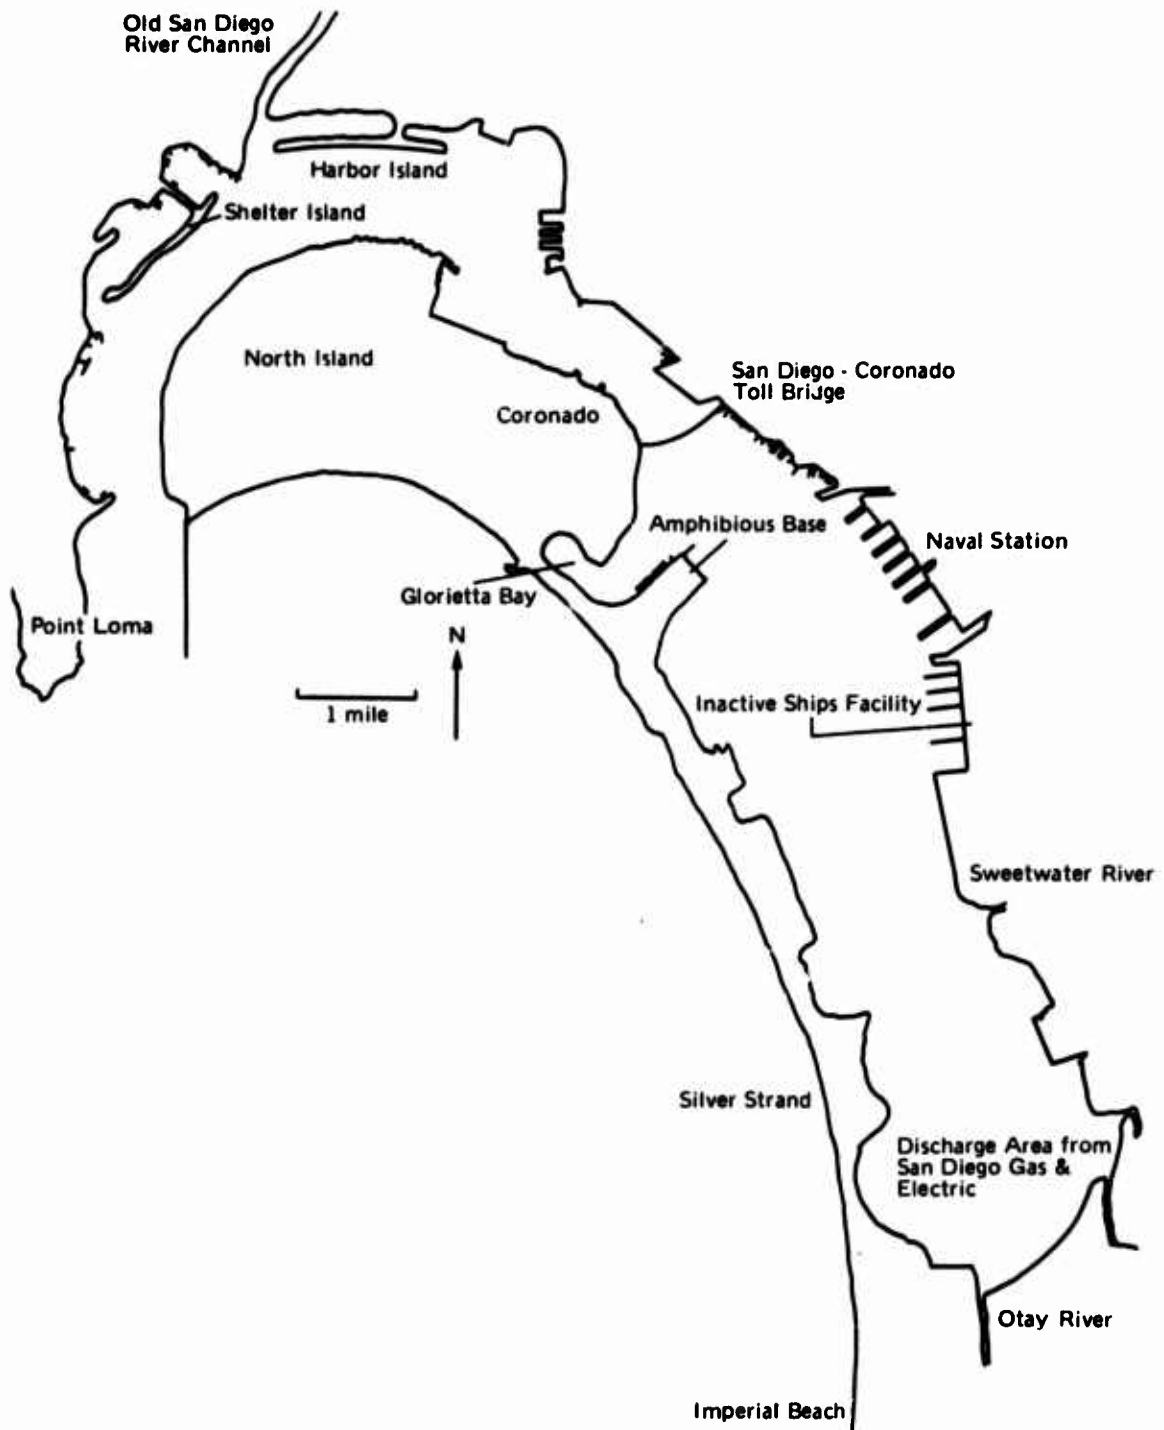 Old San Diego
River Channel
Harbor Island
Shelter Island
North Island
San Diego - Coronado
Toll Bridge
Coronado
Amphibious Base
Naval Station
Glorietta Bay
Point Loma
N
1 mile
Inactive Ships Facility
Sweetwater River
Silver Strand
Discharge Area from
San Diego Gas &
Electric
Otay River
Imperial Beach